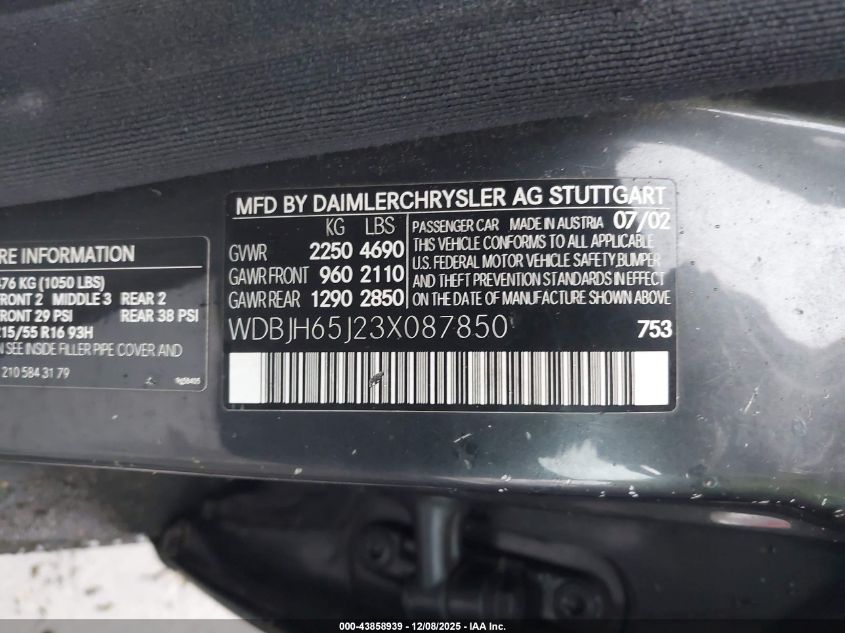 MFD BY DAIMLERCHRYSLER AG STUTTGART
KG LBS
GVWR 2250 4690
GAWR FRONT 960 2110
GAWR REAR 1290 2850
PASSENGER CAR MADE IN AUSTRIA 07/02
THIS VEHICLE CONFORMS TO ALL APPLICABLE
U.S. FEDERAL MOTOR VEHICLE SAFETY, BUMPER
AND THEFT PREVENTION STANDARDS IN EFFECT
ON THE DATE OF MANUFACTURE SHOWN ABOVE
WDBJH65J23X087850 753
RE INFORMATION
476 KG (1050 LBS)
FRONT 2 MIDDLE 3 REAR 2
FRONT 29 PSI REAR 38 PSI
215/55 R16 93H
N SEE INSIDE FILLER PIPE COVER AND
210 584 31 79
000-43858939 - 12/08/2025 - IAA Inc.